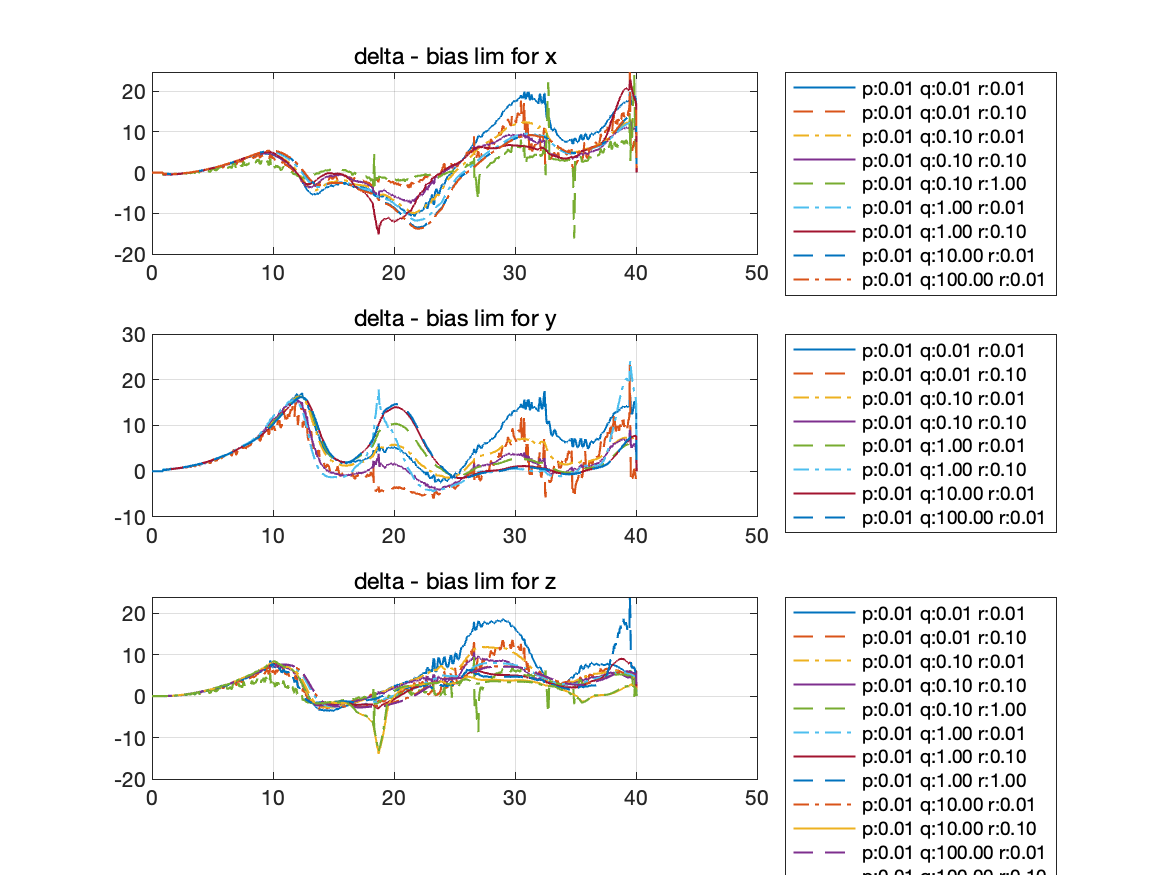 delta - bias lim for x
20
10
0
-10
-20
0 10 20 30 40 50
p:0.01 q:0.01 r:0.01
p:0.01 q:0.01 r:0.10
p:0.01 q:0.10 r:0.01
p:0.01 q:0.10 r:0.10
p:0.01 q:0.10 r:1.00
p:0.01 q:1.00 r:0.01
p:0.01 q:1.00 r:0.10
p:0.01 q:10.00 r:0.01
p:0.01 q:100.00 r:0.01
delta - bias lim for y
30
20
10
0
-10
0 10 20 30 40 50
p:0.01 q:0.01 r:0.01
p:0.01 q:0.01 r:0.10
p:0.01 q:0.10 r:0.01
p:0.01 q:0.10 r:0.10
p:0.01 q:1.00 r:0.01
p:0.01 q:1.00 r:0.10
p:0.01 q:10.00 r:0.01
p:0.01 q:100.00 r:0.01
delta - bias lim for z
20
10
0
-10
-20
0 10 20 30 40 50
p:0.01 q:0.01 r:0.01
p:0.01 q:0.01 r:0.10
p:0.01 q:0.10 r:0.01
p:0.01 q:0.10 r:0.10
p:0.01 q:0.10 r:1.00
p:0.01 q:1.00 r:0.01
p:0.01 q:1.00 r:0.10
p:0.01 q:1.00 r:1.00
p:0.01 q:10.00 r:0.01
p:0.01 q:10.00 r:0.10
p:0.01 q:100.00 r:0.01